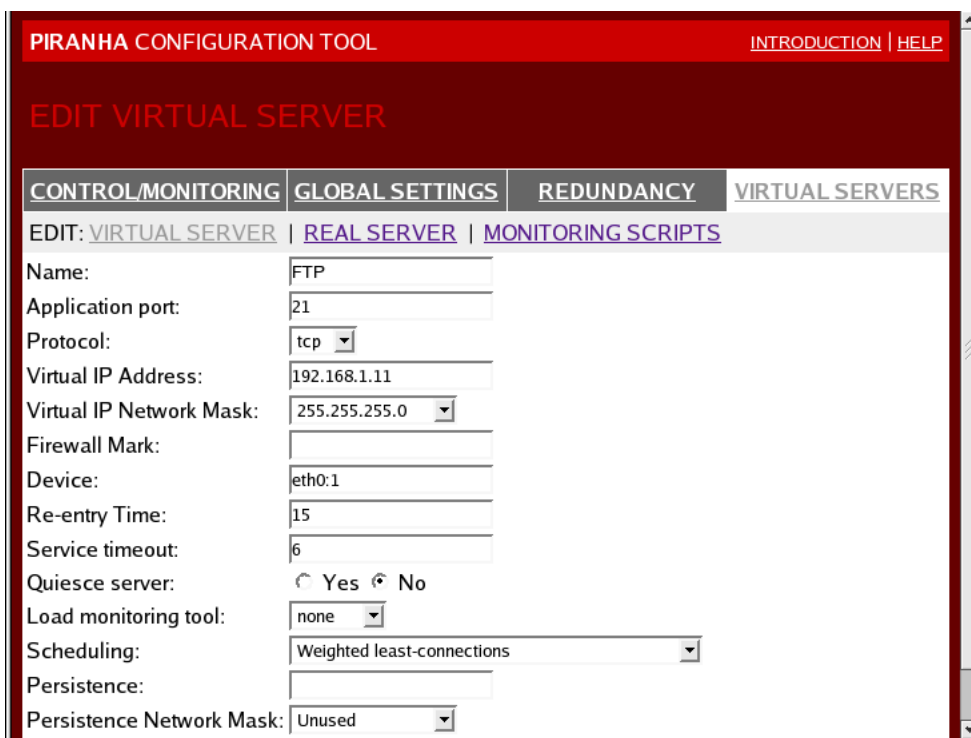 PIRANHA CONFIGURATION TOOL INTRODUCTION | HELP
EDIT VIRTUAL SERVER
CONTROL/MONITORING GLOBAL SETTINGS REDUNDANCY VIRTUAL SERVERS
EDIT: VIRTUAL SERVER | REAL SERVER | MONITORING SCRIPTS
Name: FTP
Application port: 21
Protocol: tcp
Virtual IP Address: 192.168.1.11
Virtual IP Network Mask: 255.255.255.0
Firewall Mark:
Device: eth0:1
Re-entry Time: 15
Service timeout: 6
Quiesce server: Yes No
Load monitoring tool: none
Scheduling: Weighted least-connections
Persistence:
Persistence Network Mask: Unused